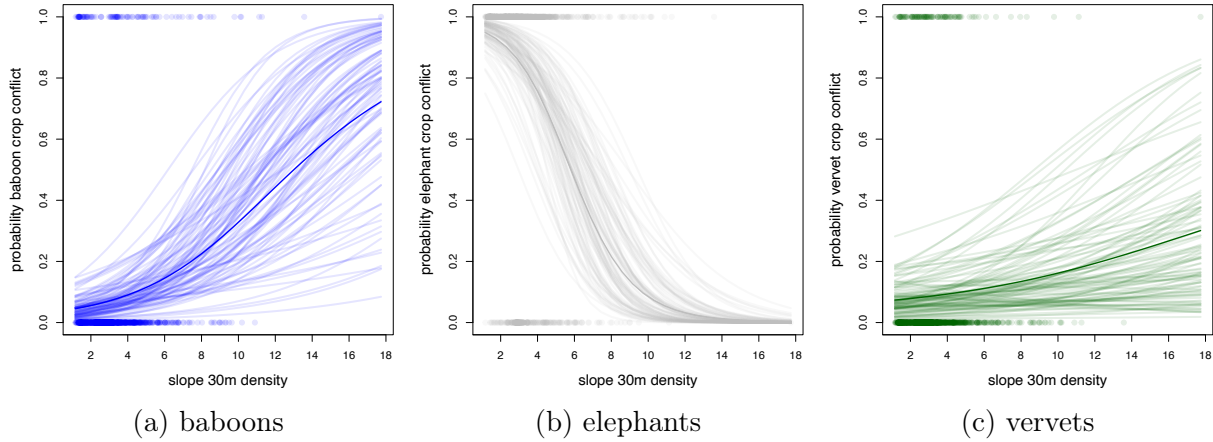 probability baboon crop conflict
0.0 0.2 0.4 0.6 0.8 1.0
2 4 6 8 10 12 14 16 18
slope 30m density
(a) baboons
probability elephant crop conflict
0.0 0.2 0.4 0.6 0.8 1.0
2 4 6 8 10 12 14 16 18
slope 30m density
(b) elephants
probability vervet crop conflict
0.0 0.2 0.4 0.6 0.8 1.0
2 4 6 8 10 12 14 16 18
slope 30m density
(c) vervets